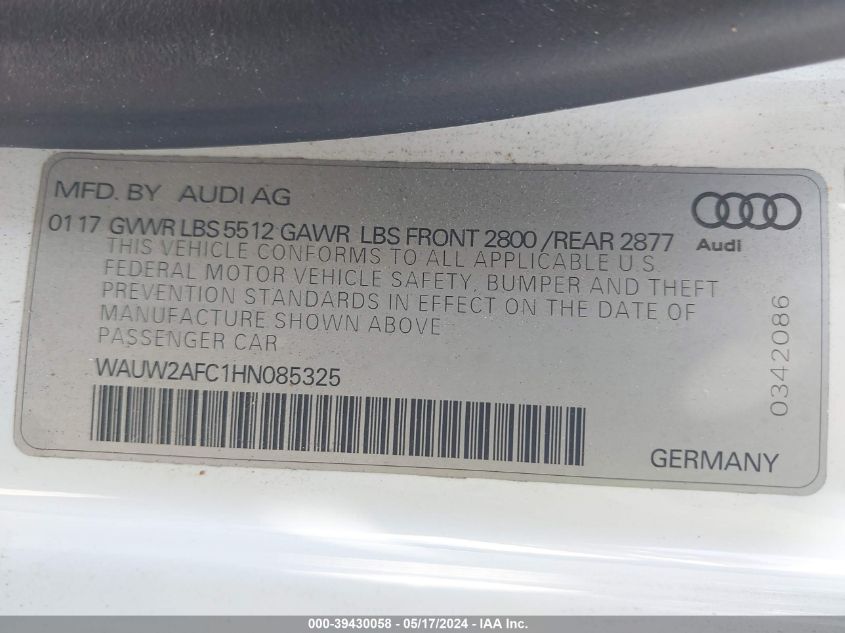 MFD. BY AUDI AG
01 17 GVWR LBS 5512 GAWR LBS FRONT 2800 /REAR 2877
Audi
THIS VEHICLE CONFORMS TO ALL APPLICABLE U.S.
FEDERAL MOTOR VEHICLE SAFETY, BUMPER AND THEFT
PREVENTION STANDARDS IN EFFECT ON THE DATE OF
MANUFACTURE SHOWN ABOVE
PASSENGER CAR
0342086
WAUW2AFC1HN085325
GERMANY
000-39430058 - 05/17/2024 - IAA Inc.